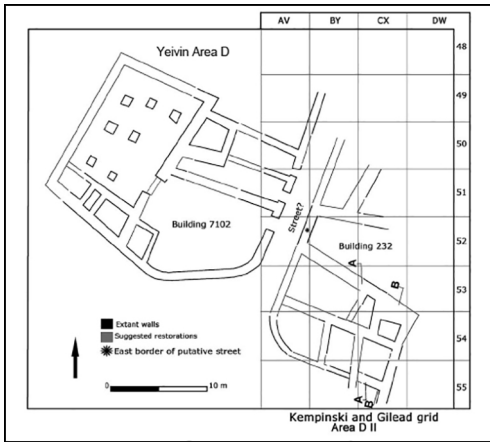 AV BY CX DW
Yeivin Area D
48
49
50
51
Street?
Building 7102
52
Building 232
A
B
53
Extant walls
Suggested restorations
54
East border of putative street
0 10 m
A
B
55
Kempinski and Gilead grid
Area D II